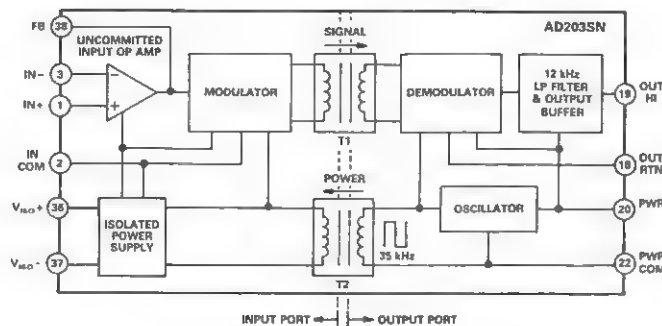 FB 38
UNCOMMITTED
INPUT OP AMP
SIGNAL
AD203SN
IN– 3
–
IN+ 1
+
MODULATOR
T1
DEMODULATOR
12 kHz
LP FILTER
& OUTPUT
BUFFER
19 OUT
HI
IN
COM
2
18 OUT
RTN
POWER
VISO+ 36
ISOLATED
POWER
SUPPLY
35 kHz
OSCILLATOR
20 PWR
VISO– 37
T2
22 PWR
COM
INPUT PORT
OUTPUT PORT